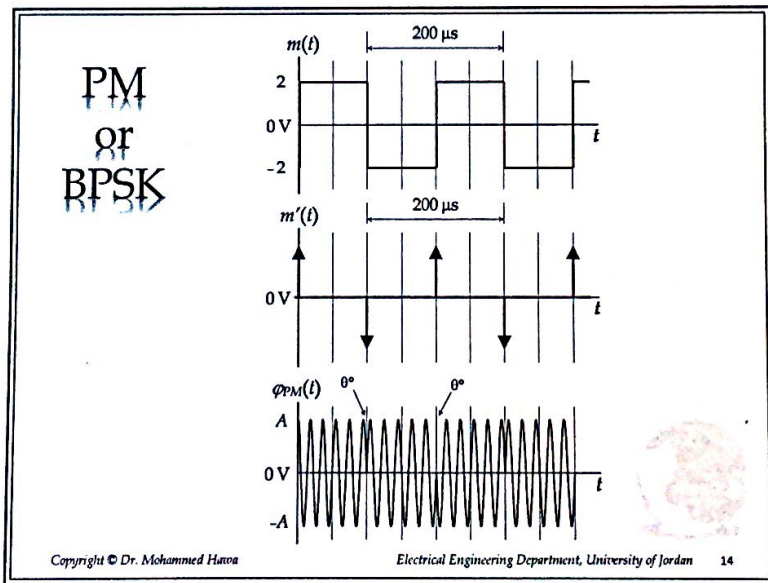 PM
or
BPSK
200 μs
m(t)
2
0 V
t
-2
200 μs
m'(t)
0 V
t
φPM(t)
θ°
θ°
A
0 V
t
-A
Copyright © Dr. Mohammed Hawa
Electrical Engineering Department, University of Jordan
14